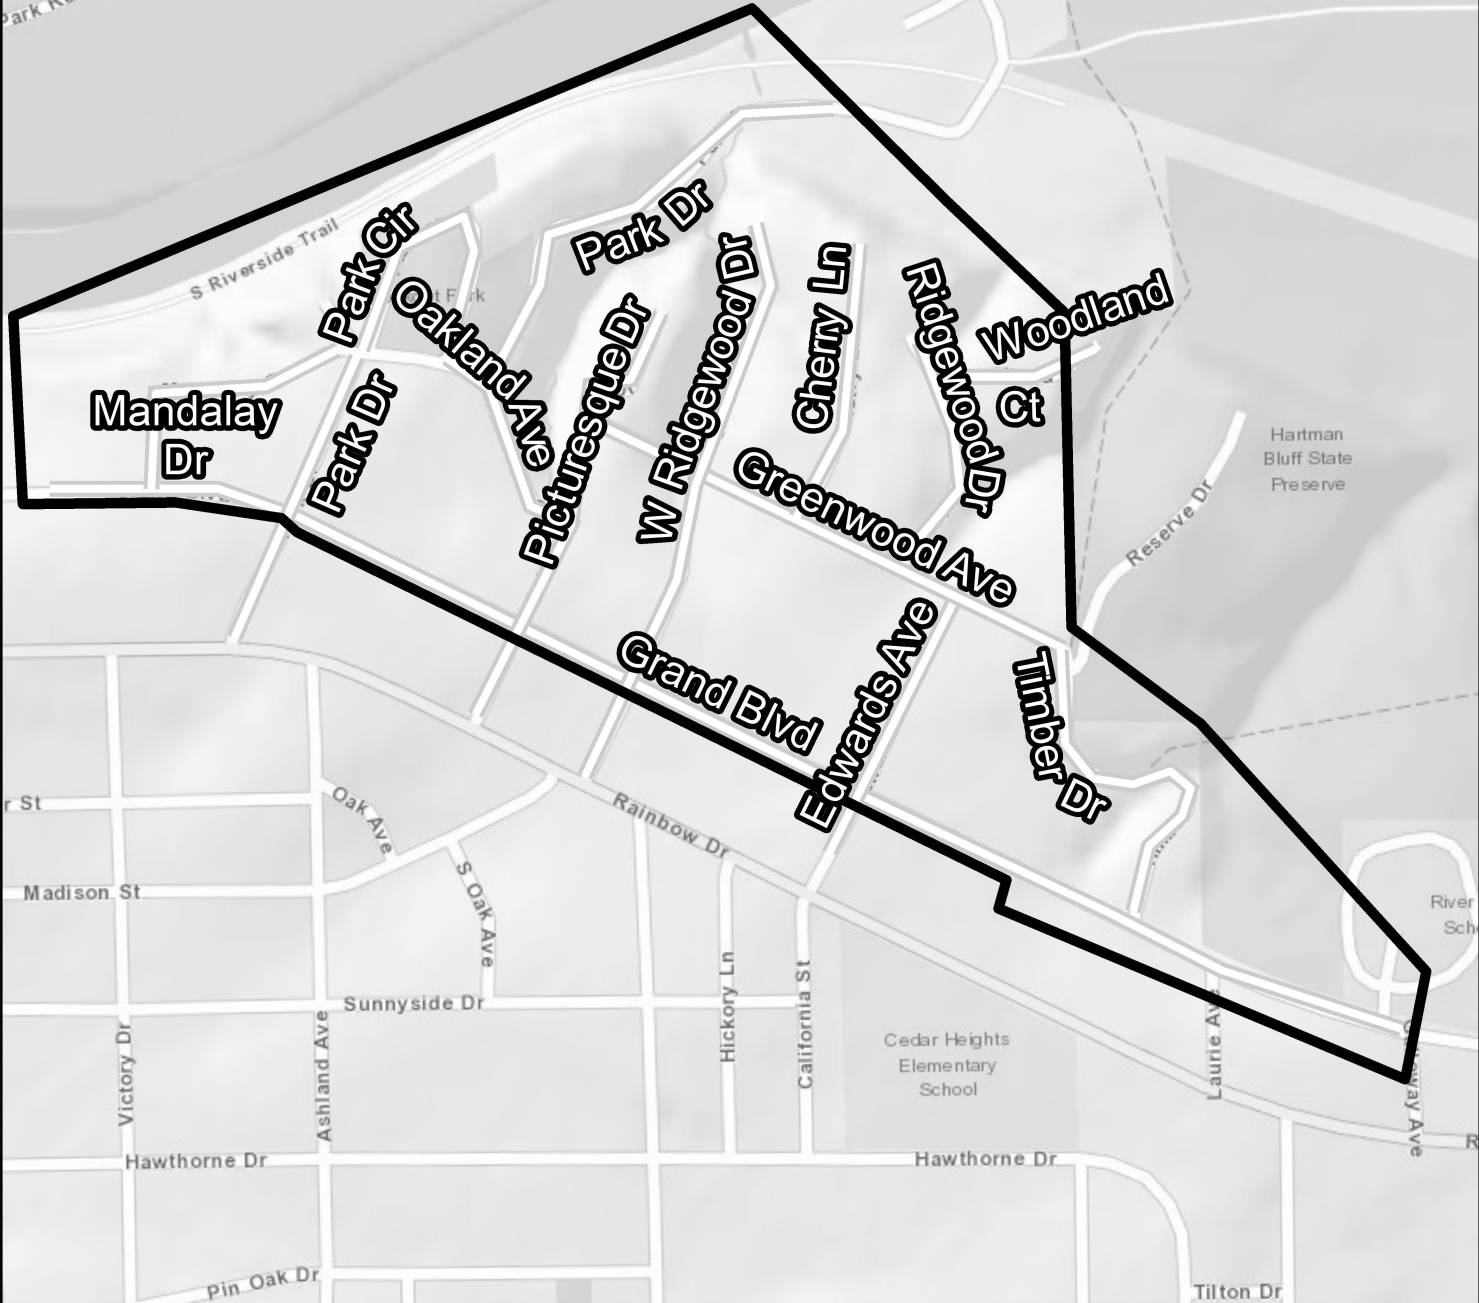 Park R
S Riverside Trail
Park Cir
Park Dr
Oakland Ave
Mandalay
Dr
Park Dr
Picturesque Dr
W Ridgewood Dr
Cherry Ln
Ridgewood Dr
Woodland
Ct
Greenwood Ave
Hartman
Bluff State
Preserve
Reserve Dr
Grand Blvd
Edwards Ave
Timber Dr
r St
Oak Ave
Rainbow Dr
Madison St
S Oak Ave
River
Sch
Sunnyside Dr
Hickory Ln
California St
Victory Dr
Ashland Ave
Cedar Heights
Elementary
School
Laurie Ave
Hawthorne Dr
Hawthorne Dr
R
Pin Oak Dr
Tilton Dr